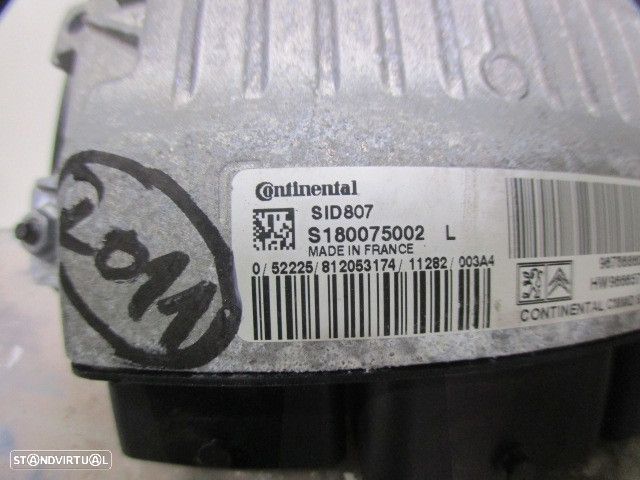 Continental
SID807
S180075002 L
MADE IN FRANCE
0/52225/812053174/11282/003A4
CONTINENTAL
2011
STANDVIRTUAL